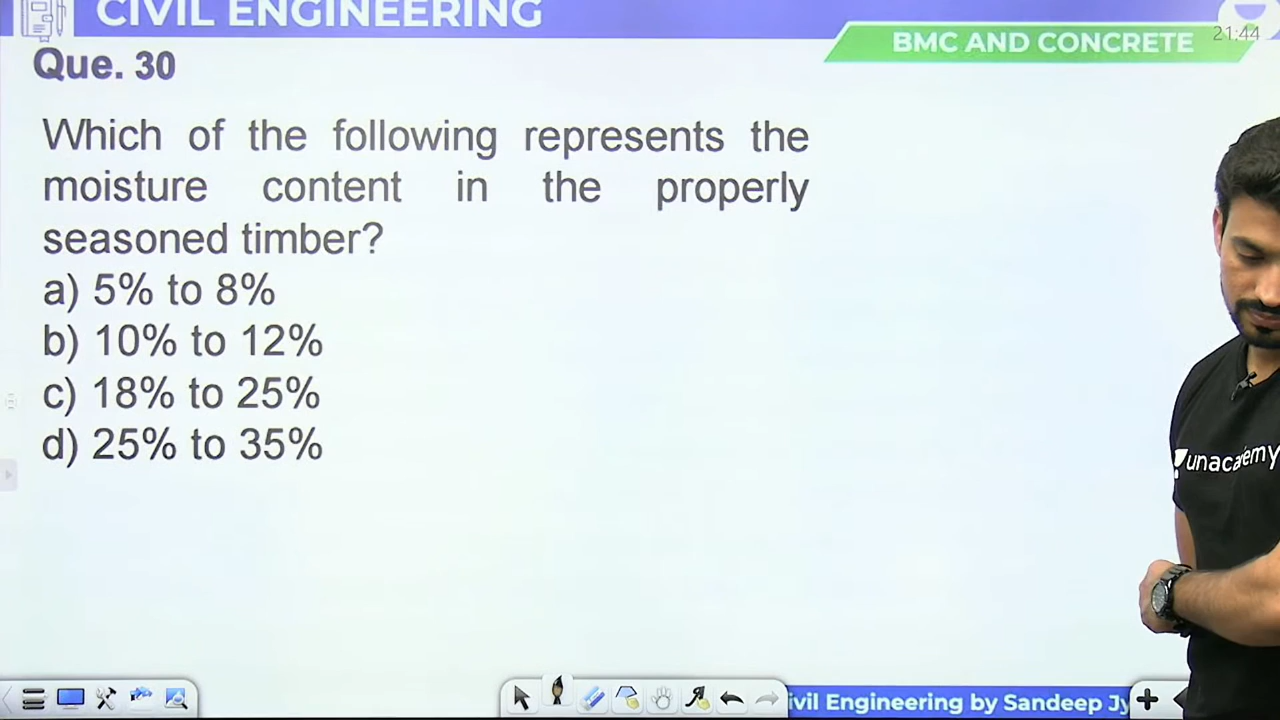 CIVIL ENGINEERING
BMC AND CONCRETE
21:44
Que. 30
Which of the following represents the
moisture content in the properly
seasoned timber?
a) 5% to 8%
b) 10% to 12%
c) 18% to 25%
d) 25% to 35%
unacademy
ivil Engineering by Sandeep Jy